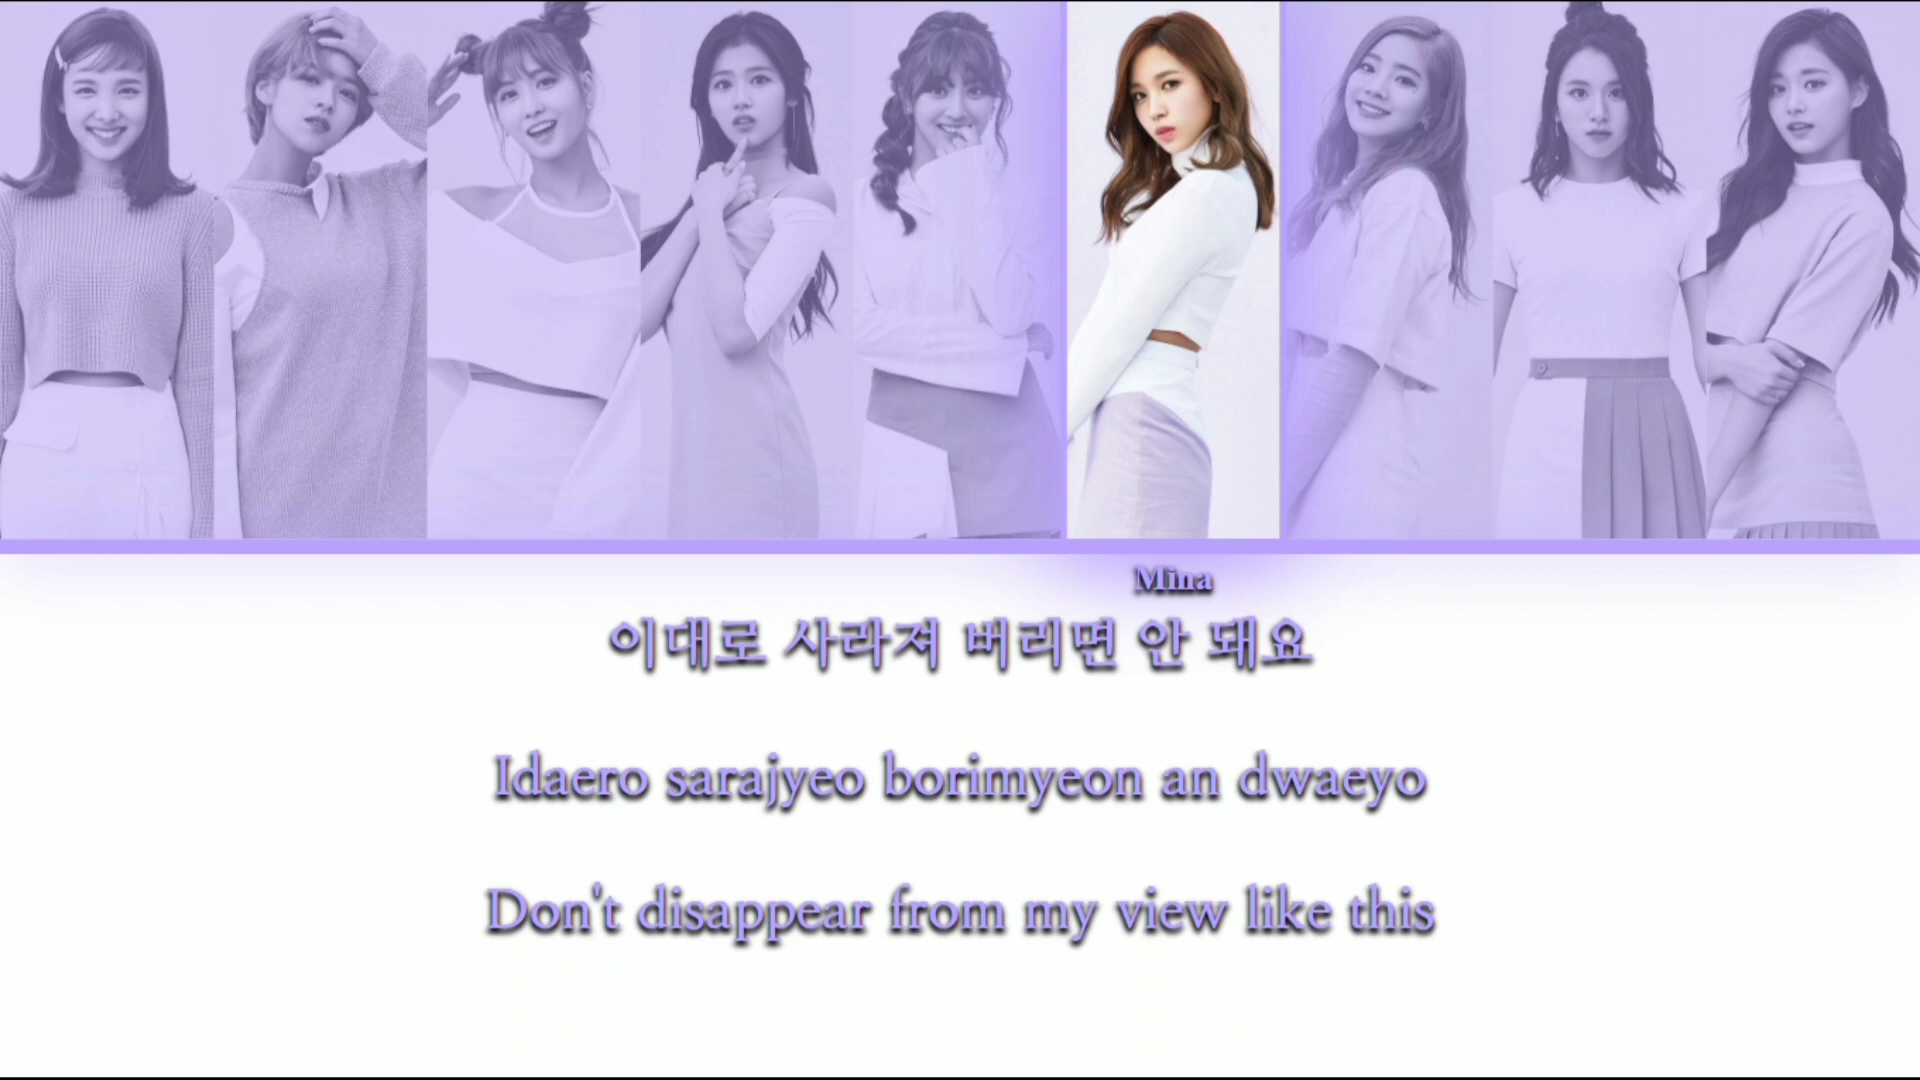 Mina
이대로 사라져 버리면 안 돼요
Idaero sarajyeo borimyeon an dwaeyo
Don't disappear from my view like this